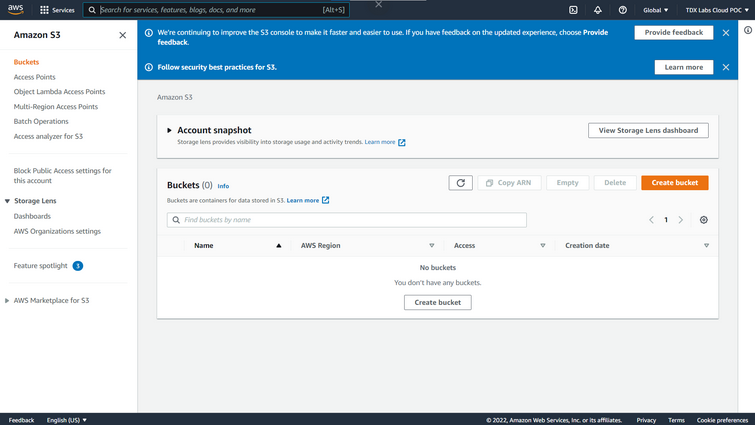 aws
Services
Search for services, features, blogs, docs, and more
[Alt+S]
Global
TDX Labs Cloud POC
Amazon S3
Buckets
Access Points
Object Lambda Access Points
Multi-Region Access Points
Batch Operations
Access analyzer for S3
Block Public Access settings for
this account
Storage Lens
Dashboards
AWS Organizations settings
Feature spotlight 3
AWS Marketplace for S3
We're continuing to improve the S3 console to make it faster and easier to use. If you have feedback on the updated experience, choose Provide
feedback.
Provide feedback
Follow security best practices for S3.
Learn more
Amazon S3
Account snapshot
Storage lens provides visibility into storage usage and activity trends. Learn more
View Storage Lens dashboard
Buckets (0) Info
Buckets are containers for data stored in S3. Learn more
Copy ARN
Empty
Delete
Create bucket
Find buckets by name
1
Name
AWS Region
Access
Creation date
No buckets
You don't have any buckets.
Create bucket
Feedback
English (US)
© 2022, Amazon Web Services, Inc. or its affiliates.
Privacy
Terms
Cookie preferences